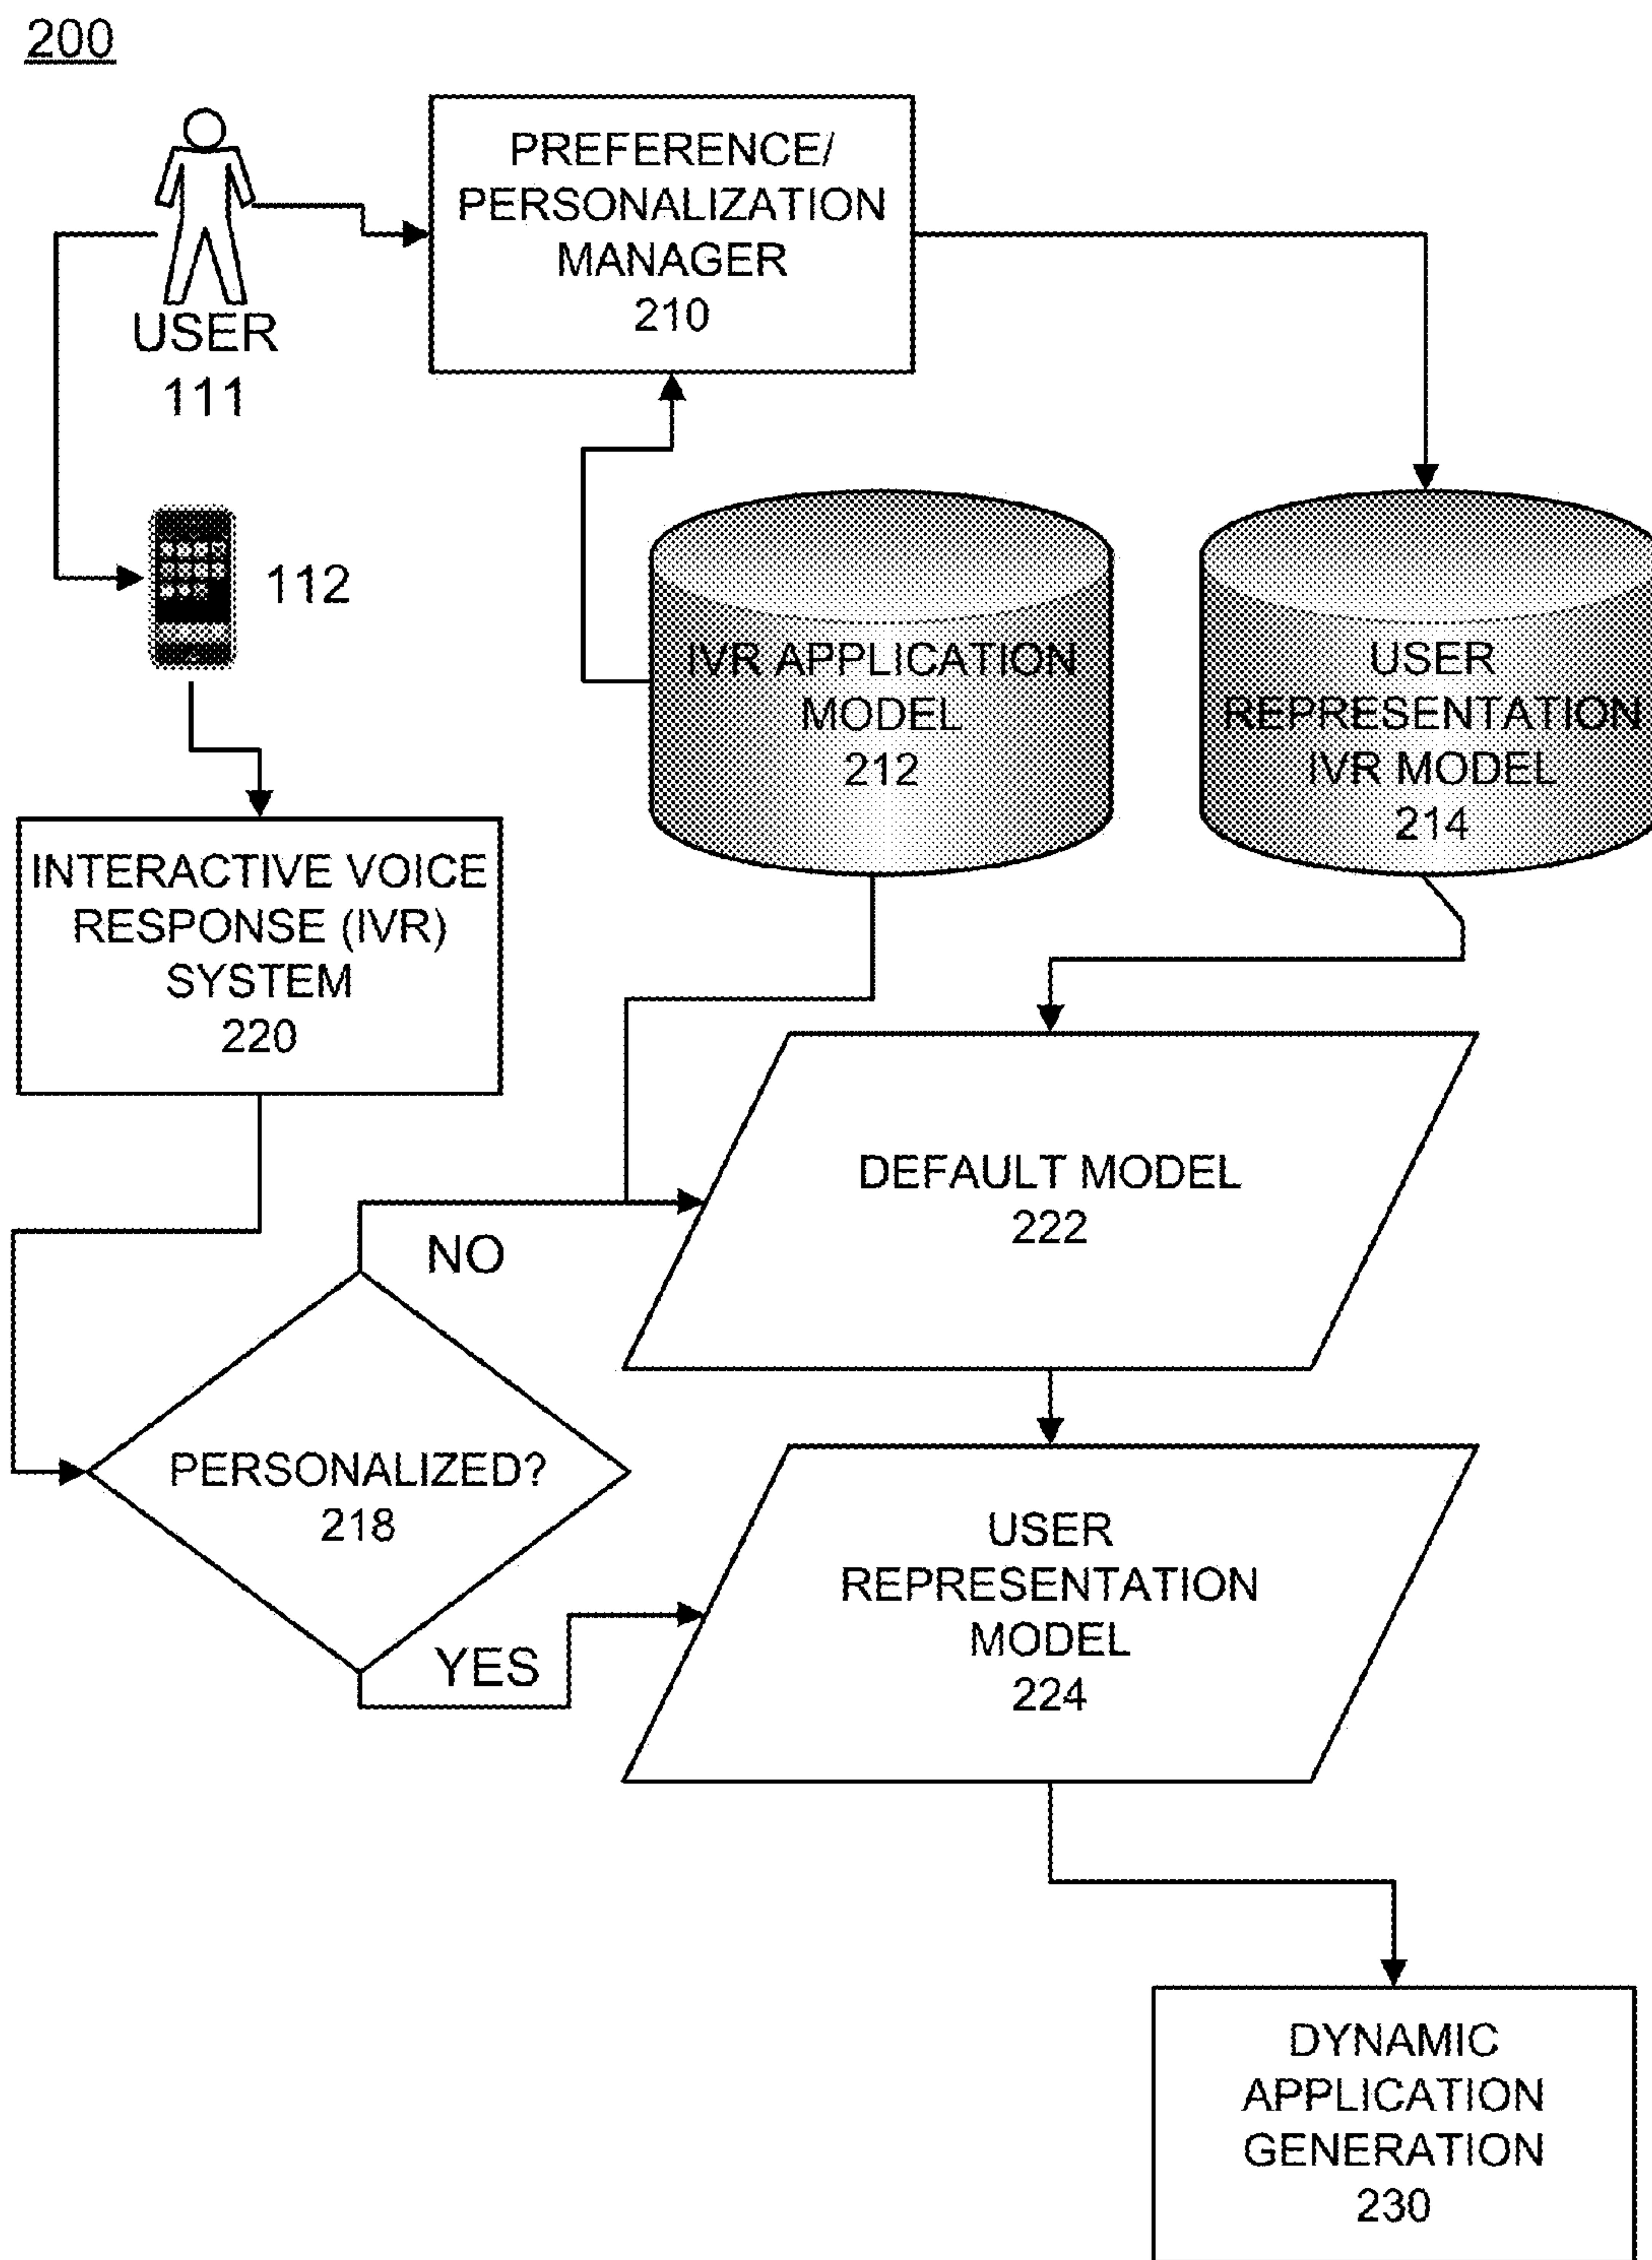 200
PREFERENCE/
PERSONALIZATION
MANAGER
210
USER
111
112
IVR APPLICATION
MODEL
212
USER
REPRESENTATION
IVR MODEL
214
INTERACTIVE VOICE
RESPONSE (IVR)
SYSTEM
220
DEFAULT MODEL
222
NO
PERSONALIZED?
218
YES
USER
REPRESENTATION
MODEL
224
DYNAMIC
APPLICATION
GENERATION
230